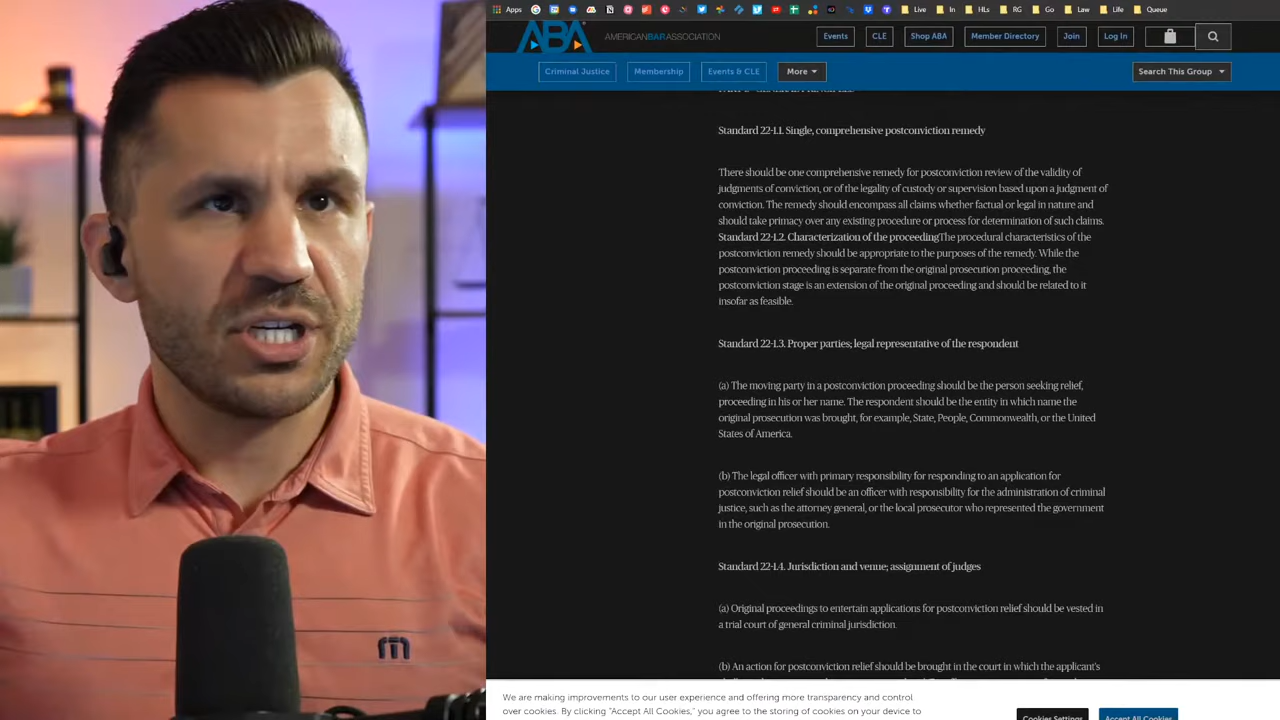 Apps
Live
In
HLs
RG
Go
Law
Life
Queue
ABA
AMERICANBARASSOCIATION
Events
CLE
Shop ABA
Member Directory
Join
Log In
Criminal Justice
Membership
Events & CLE
More
Search This Group
Standard 22-1.1. Single, comprehensive postconviction remedy
There should be one comprehensive remedy for postconviction review of the validity of
judgments of conviction, or of the legality of custody or supervision based upon a judgment of
conviction. The remedy should encompass all claims whether factual or legal in nature and
should take primacy over any existing procedure or process for determination of such claims.
Standard 22-1.2. Characterization of the proceedingThe procedural characteristics of the
postconviction remedy should be appropriate to the purposes of the remedy. While the
postconviction proceeding is separate from the original prosecution proceeding, the
postconviction stage is an extension of the original proceeding and should be related to it
insofar as feasible.
Standard 22-1.3. Proper parties; legal representative of the respondent
(a) The moving party in a postconviction proceeding should be the person seeking relief,
proceeding in his or her name. The respondent should be the entity in which name the
original prosecution was brought, for example, State, People, Commonwealth, or the United
States of America.
(b) The legal officer with primary responsibility for responding to an application for
postconviction relief should be an officer with responsibility for the administration of criminal
justice, such as the attorney general, or the local prosecutor who represented the government
in the original prosecution.
Standard 22-1.4. Jurisdiction and venue; assignment of judges
(a) Original proceedings to entertain applications for postconviction relief should be vested in
a trial court of general criminal jurisdiction.
(b) An action for postconviction relief should be brought in the court in which the applicant's
We are making improvements to our user experience and offering more transparency and control
over cookies. By clicking "Accept All Cookies," you agree to the storing of cookies on your device to
Cookies Settings
Accept All Cookies